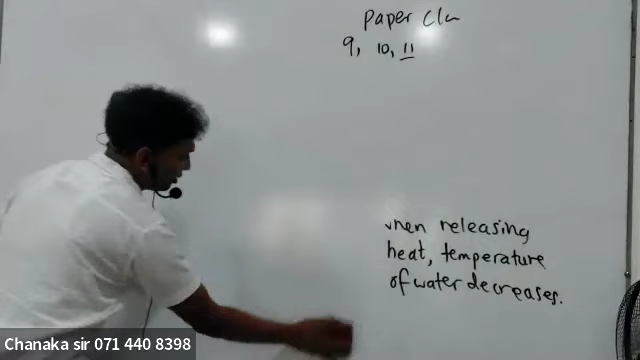 Paper Cla
9, 10, 11
when releasing
heat, temperature
of water decreases.
Chanaka sir 071 440 8398